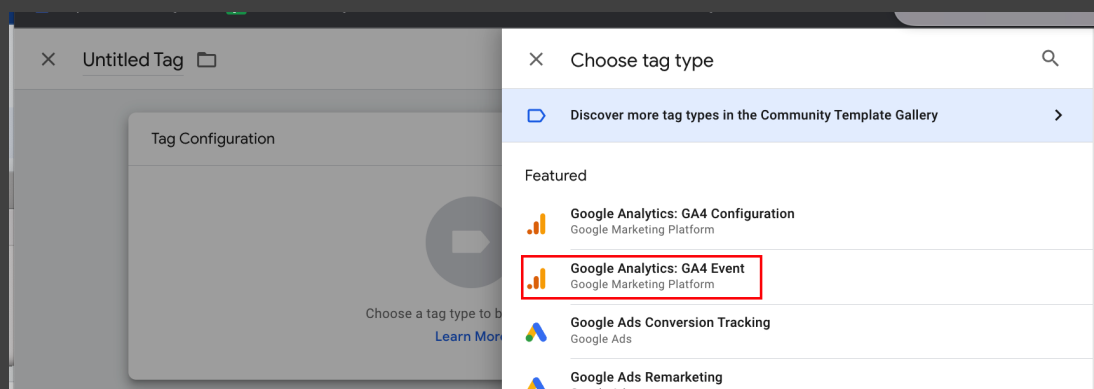 Untitled Tag
Choose tag type
Discover more tag types in the Community Template Gallery
Tag Configuration
Featured
Google Analytics: GA4 Configuration
Google Marketing Platform
Google Analytics: GA4 Event
Google Marketing Platform
Choose a tag type to b
Learn Mor
Google Ads Conversion Tracking
Google Ads
Google Ads Remarketing